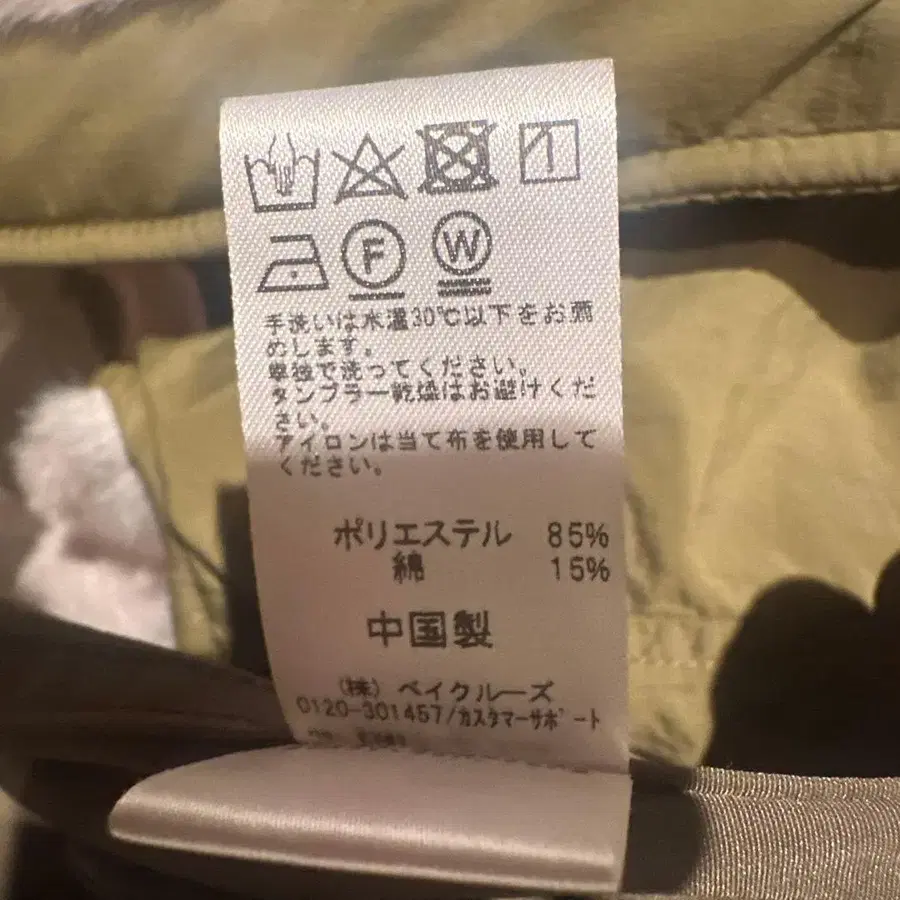 F W
手洗いは水温30℃以下をお薦
めします。
単独で洗ってください。
タンブラー乾燥はお避けくだ
さい。
アイロンは当て布を使用して
ください。
ポリエステル 85%
綿 15%
中国製
(株) ベイクルーズ
0120-301457/カスタマーサポート